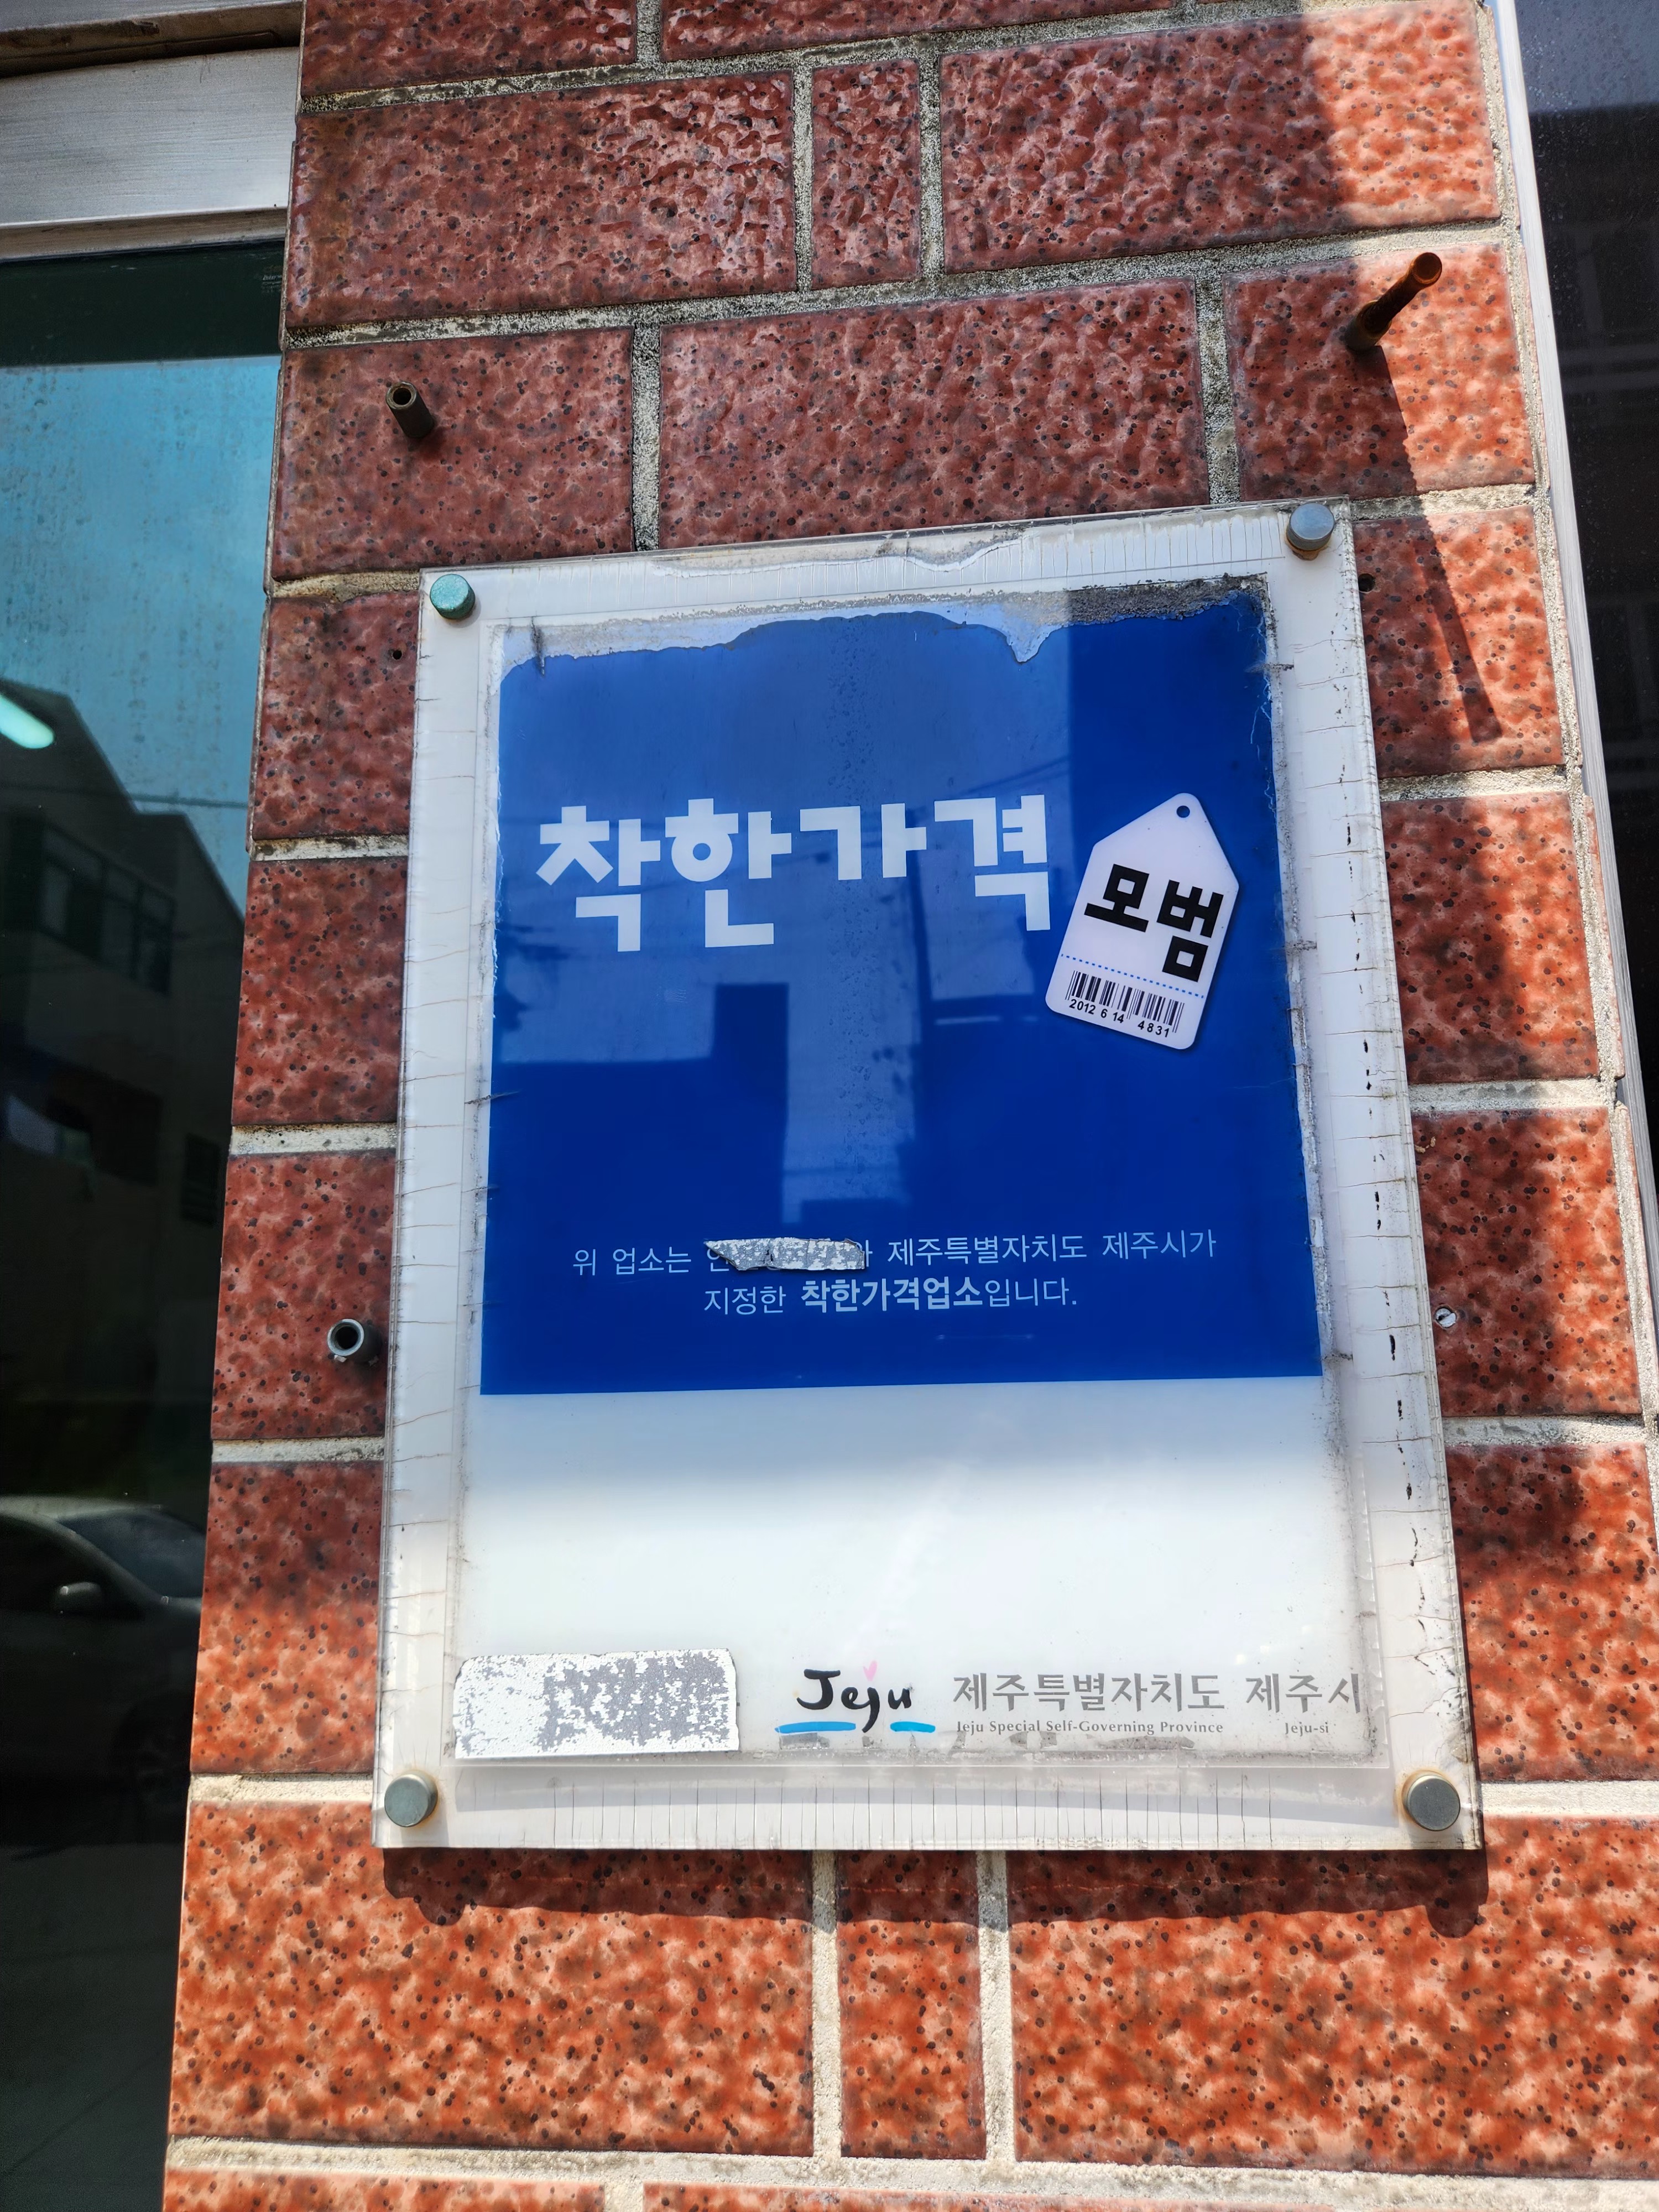 착한가격
모범
2012 6 14 4831
위 업소는 제주특별자치도 제주시가
지정한 착한가격업소입니다.
Jeju 제주특별자치도 제주시
Jeju Special Self-Governing Province Jeju-si